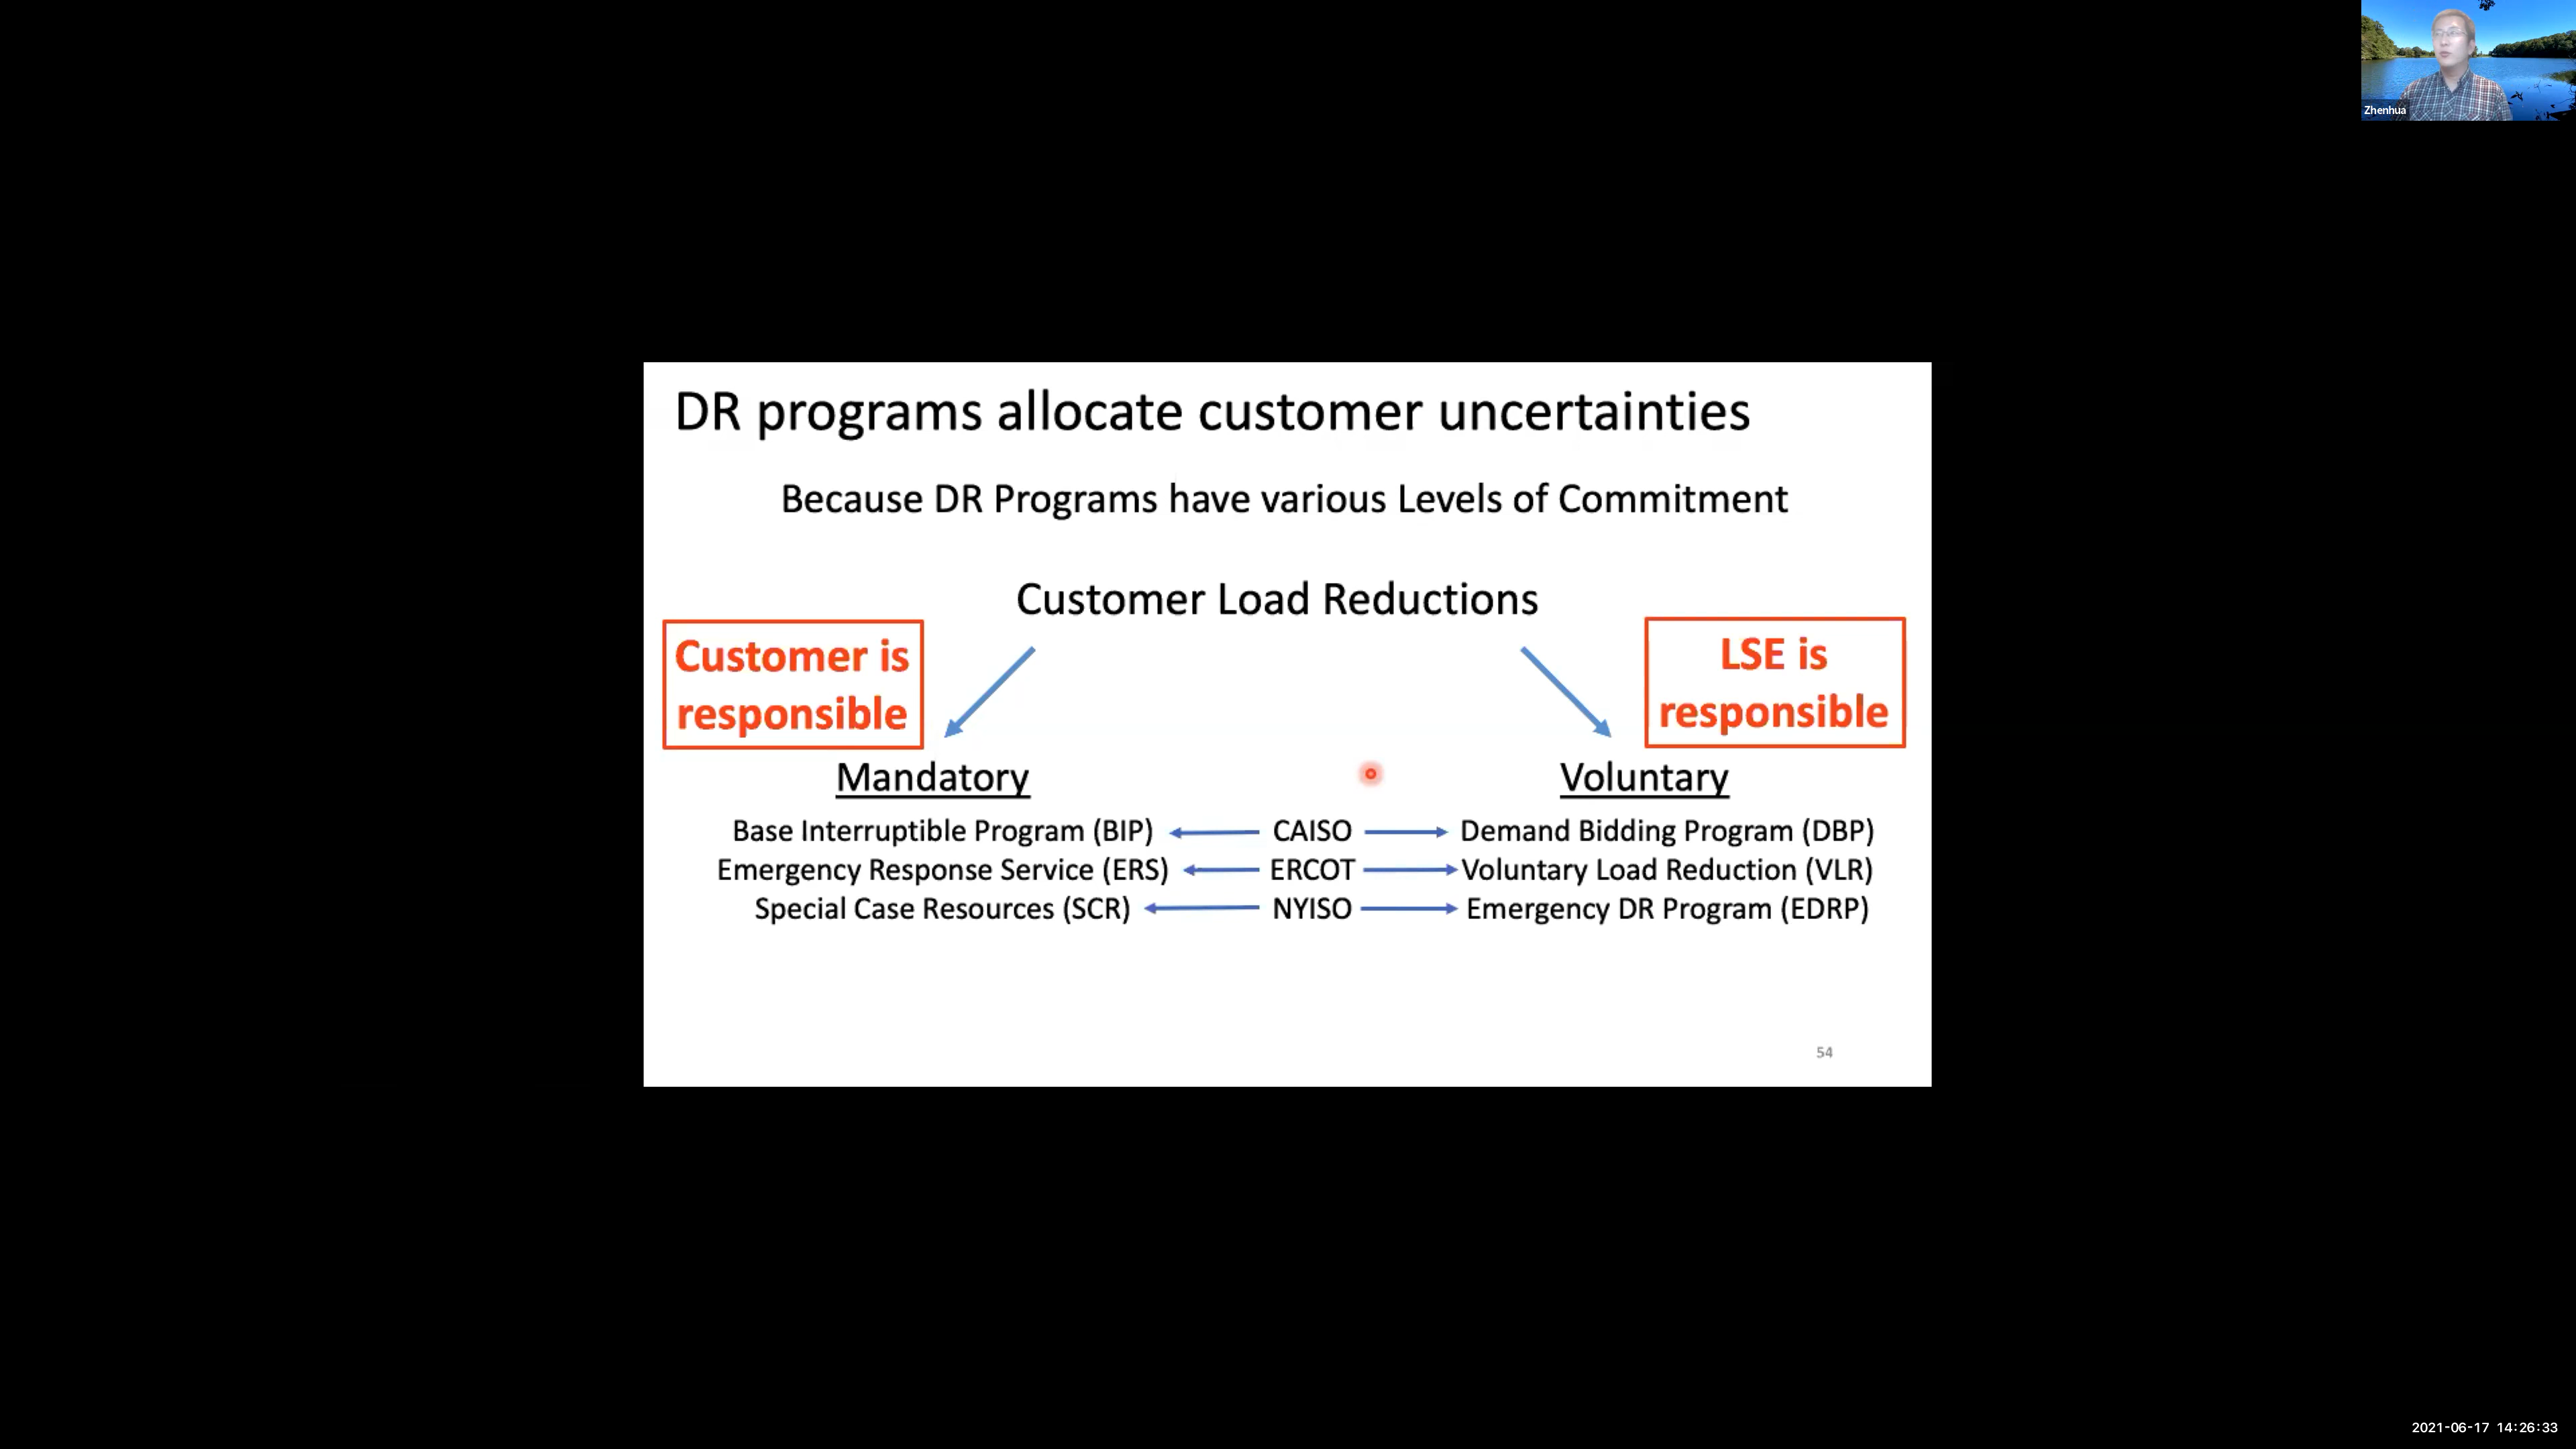 Zhenhua
DR programs allocate customer uncertainties
Because DR Programs have various Levels of Commitment
Customer Load Reductions
Customer is
responsible
LSE is
responsible
Mandatory
Voluntary
Base Interruptible Program (BIP) CAISO Demand Bidding Program (DBP)
Emergency Response Service (ERS) ERCOT Voluntary Load Reduction (VLR)
Special Case Resources (SCR) NYISO Emergency DR Program (EDRP)
54
2021-06-17 14:26:33